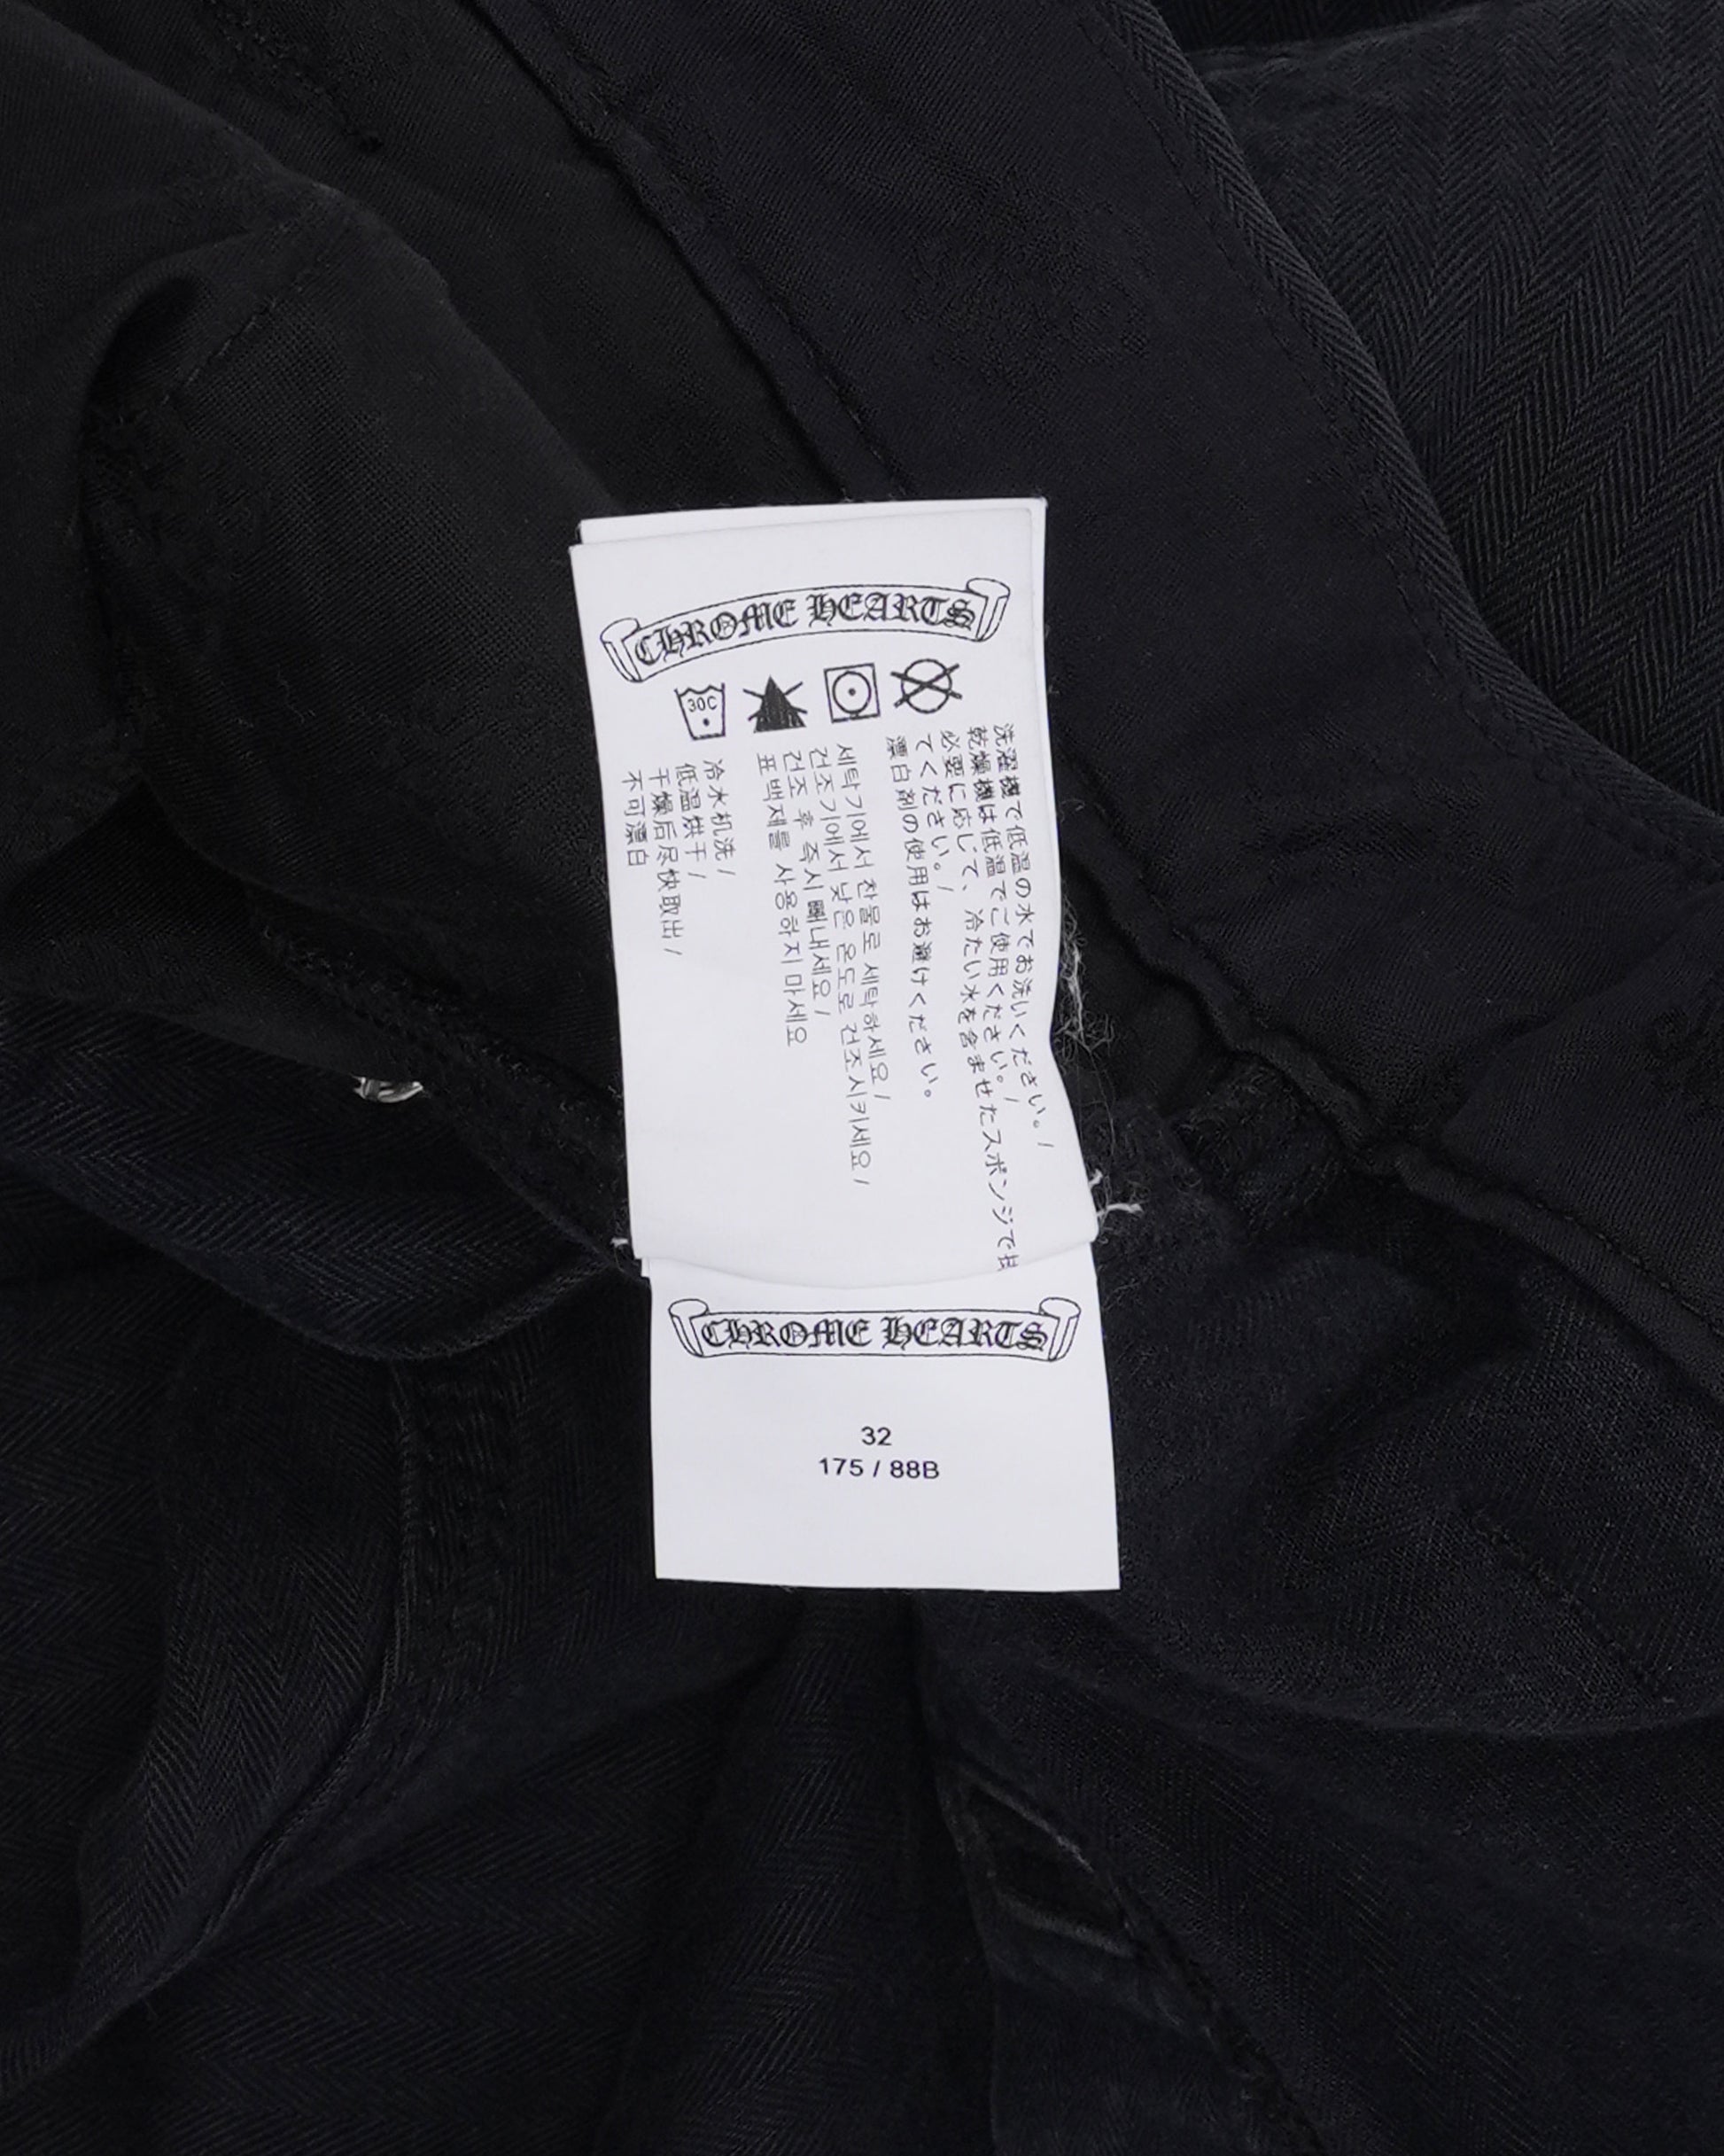 CHROME HEARTS
30C
洗濯機で低温の水でお洗いください。/
乾燥機は低温でご使用ください。/
必要に応じて、冷たい水を含ませたスポンジで
てください。/
漂白剤の使用はお避けください。
세탁기에서 찬물로 세탁하세요 /
건조기에서 낮은 온도로 건조시키세요 /
건조 후 즉시 빼내세요 /
표백제를 사용하지 마세요
冷水机洗 /
低温烘干 /
干燥后尽快取出 /
不可漂白
CHROME HEARTS
32
175 / 88B